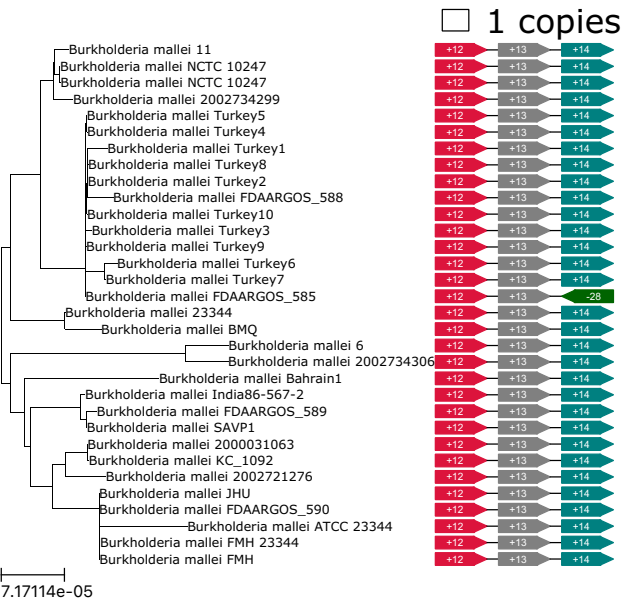 1 copies
Burkholderia mallei 11 +12 +13 +14
Burkholderia mallei NCTC 10247 +12 +13 +14
Burkholderia mallei NCTC 10247 +12 +13 +14
Burkholderia mallei 2002734299 +12 +13 +14
Burkholderia mallei Turkey5 +12 +13 +14
Burkholderia mallei Turkey4 +12 +13 +14
Burkholderia mallei Turkey1 +12 +13 +14
Burkholderia mallei Turkey8 +12 +13 +14
Burkholderia mallei Turkey2 +12 +13 +14
Burkholderia mallei FDAARGOS_588 +12 +13 +14
Burkholderia mallei Turkey10 +12 +13 +14
Burkholderia mallei Turkey3 +12 +13 +14
Burkholderia mallei Turkey9 +12 +13 +14
Burkholderia mallei Turkey6 +12 +13 +14
Burkholderia mallei Turkey7 +12 +13 +14
Burkholderia mallei FDAARGOS_585 +12 +13 -28
Burkholderia mallei 23344 +12 +13 +14
Burkholderia mallei BMQ +12 +13 +14
Burkholderia mallei 6 +12 +13 +14
Burkholderia mallei 2002734306 +12 +13 +14
Burkholderia mallei Bahrain1 +12 +13 +14
Burkholderia mallei India86-567-2 +12 +13 +14
Burkholderia mallei FDAARGOS_589 +12 +13 +14
Burkholderia mallei SAVP1 +12 +13 +14
Burkholderia mallei 2000031063 +12 +13 +14
Burkholderia mallei KC_1092 +12 +13 +14
Burkholderia mallei 2002721276 +12 +13 +14
Burkholderia mallei JHU +12 +13 +14
Burkholderia mallei FDAARGOS_590 +12 +13 +14
Burkholderia mallei ATCC 23344 +12 +13 +14
Burkholderia mallei FMH 23344 +12 +13 +14
Burkholderia mallei FMH +12 +13 +14
7.17114e-05